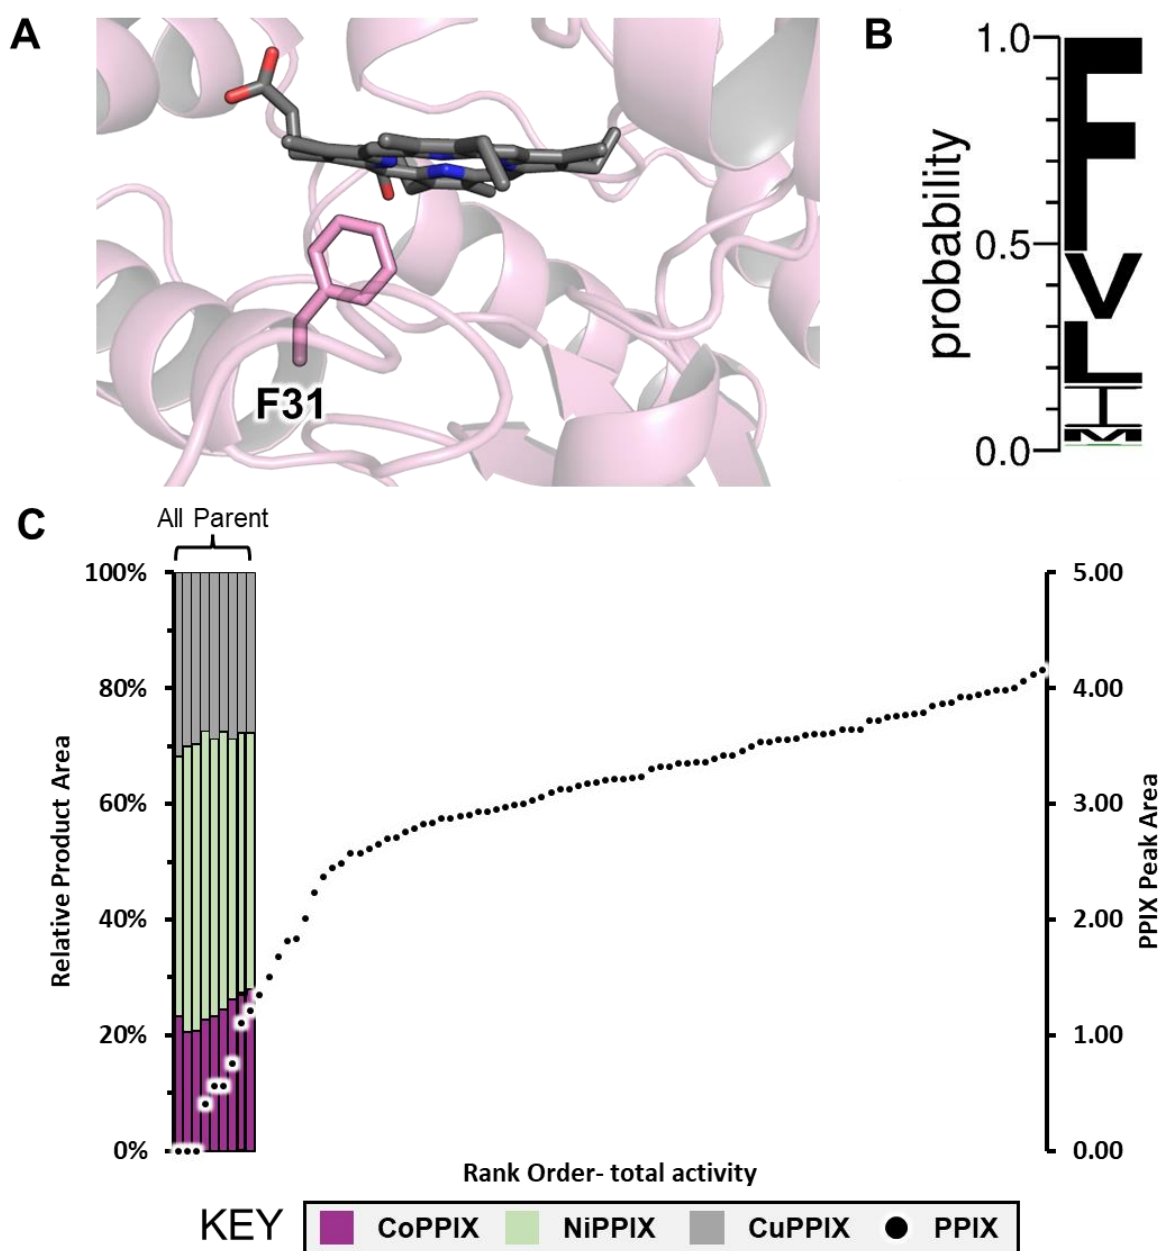 A
B
F31
probability
1.0
0.5
0.0
F
V
L
I
M
C
All Parent
100%
80%
60%
40%
20%
0%
Relative Product Area
5.00
4.00
3.00
2.00
1.00
0.00
PPIX Peak Area
Rank Order- total activity
KEY
CoPPIX
NiPPIX
CuPPIX
PPIX